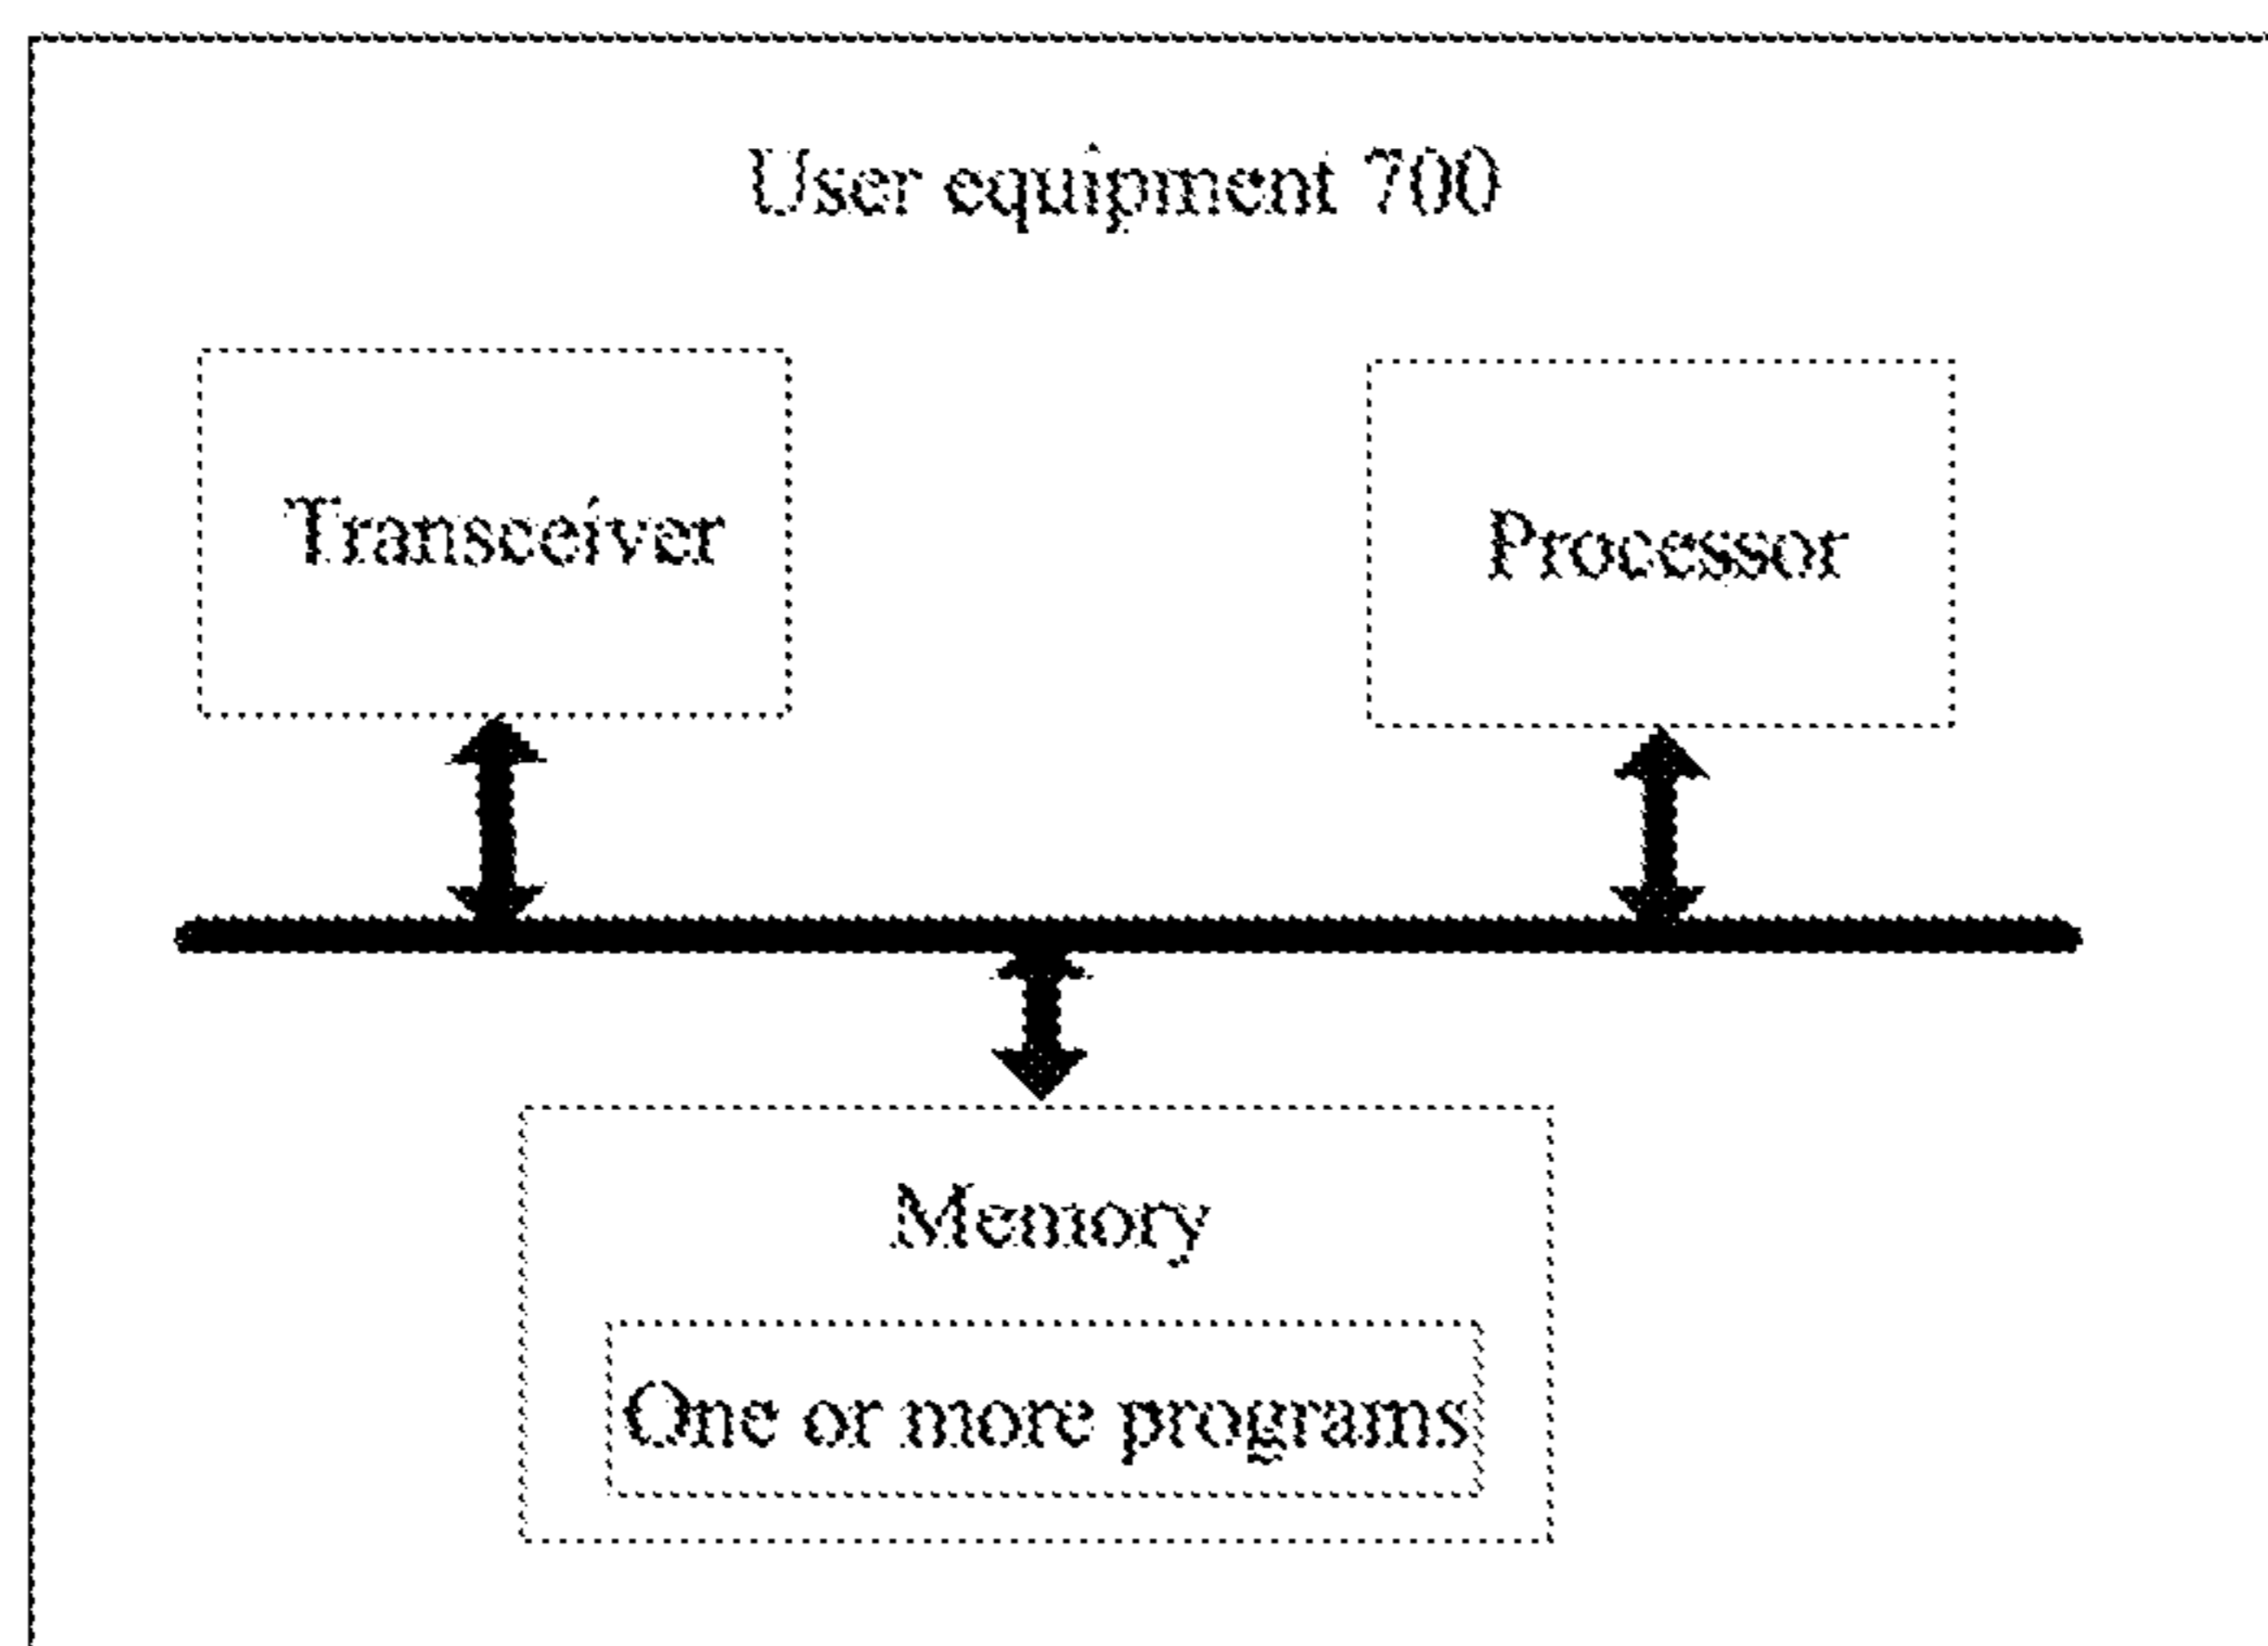 User equipment 700
Transceiver
Processor
Memory
One or more programs